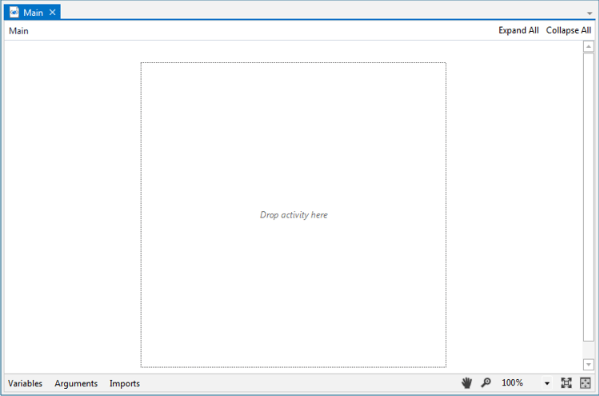 Main
Main
Expand All Collapse All
Drop activity here
Variables Arguments Imports 100%